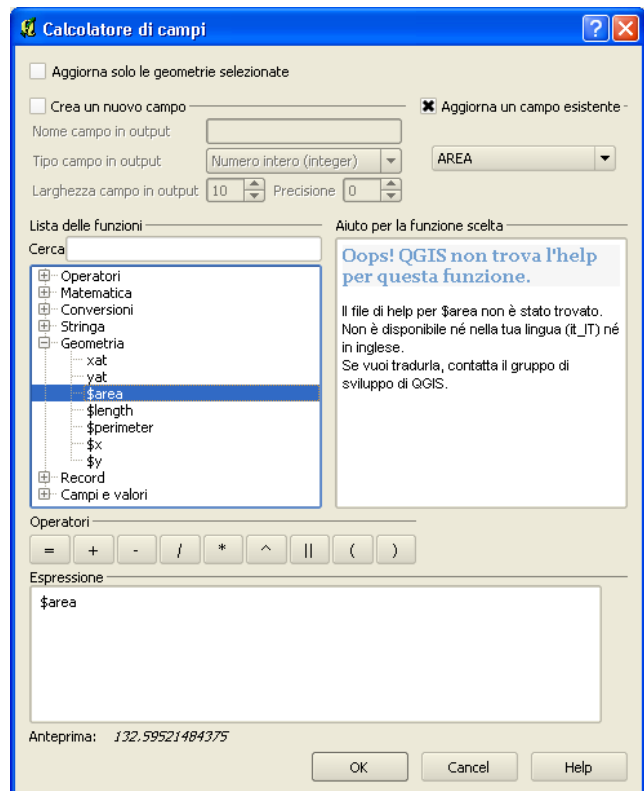 Calcolatore di campi
Aggiorna solo le geometrie selezionate
Crea un nuovo campo
Aggiorna un campo esistente
Nome campo in output
Tipo campo in output Numero intero (integer)
AREA
Larghezza campo in output 10 Precisione 0
Lista delle funzioni
Aiuto per la funzione scelta
Cerca
Operatori
Matematica
Conversioni
Stringa
Geometria
xat
yat
$area
$length
$perimeter
$x
$y
Record
Campi e valori
Oops! QGIS non trova l'help
per questa funzione.
Il file di help per $area non è stato trovato.
Non è disponibile né nella tua lingua (it_IT) né
in inglese.
Se vuoi tradurla, contatta il gruppo di
sviluppo di QGIS.
Operatori
= + - / * ^ || ( )
Espressione
$area
Anteprima: 132.59521484375
OK Cancel Help